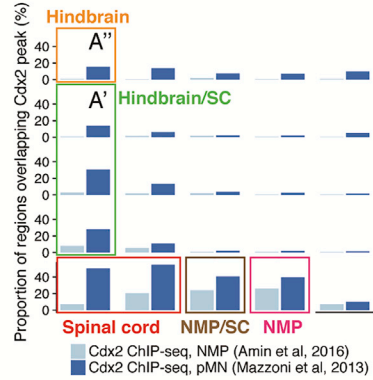 Hindbrain
A”
A’ Hindbrain/SC
Proportion of regions overlapping Cdx2 peak (%)
40
20
0
40
20
0
40
20
0
40
20
0
40
20
0
Spinal cord NMP/SC NMP
Cdx2 ChIP-seq, NMP (Amin et al, 2016)
Cdx2 ChIP-seq, pMN (Mazzoni et al, 2013)